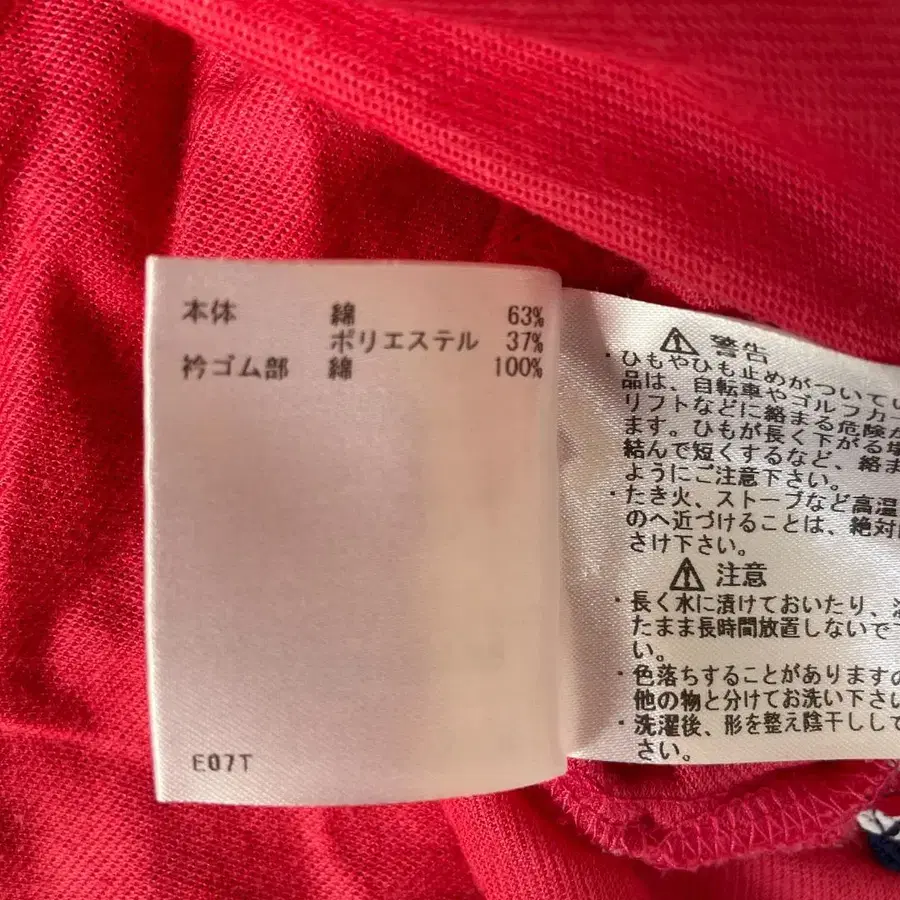 本体 綿 63%
ポリエステル 37%
衿ゴム部 綿 100%
E07T
⚠ 警告
・ひもやひも止めがついてい
品は、自転車やゴルフカー
リフトなどに絡まる危険が
ます。ひもが長く下がる場
結んで短くするなど、絡ま
ようにご注意下さい。
・たき火、ストーブなど高温
のへ近づけることは、絶対に
さけ下さい。
⚠ 注意
・長く水に漬けておいたり、
たまま長時間放置しないで
い。
・色落ちすることがありますの
他の物と分けてお洗い下さい
・洗濯後、形を整え陰干しして
さい。